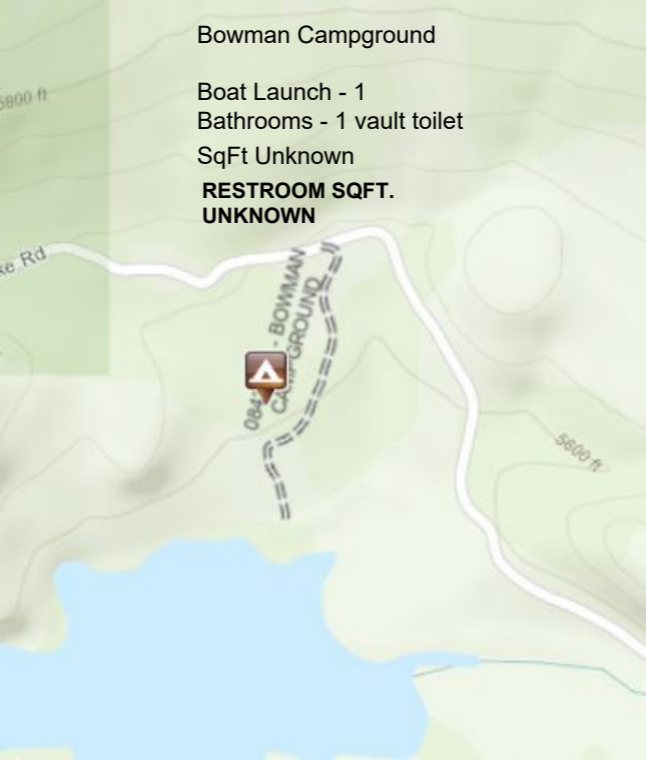 Bowman Campground
Boat Launch - 1
Bathrooms - 1 vault toilet
SqFt Unknown
RESTROOM SQFT.
UNKNOWN
5800 ft
Rd
- BOWMAN
CAMPGROUND
5600 ft